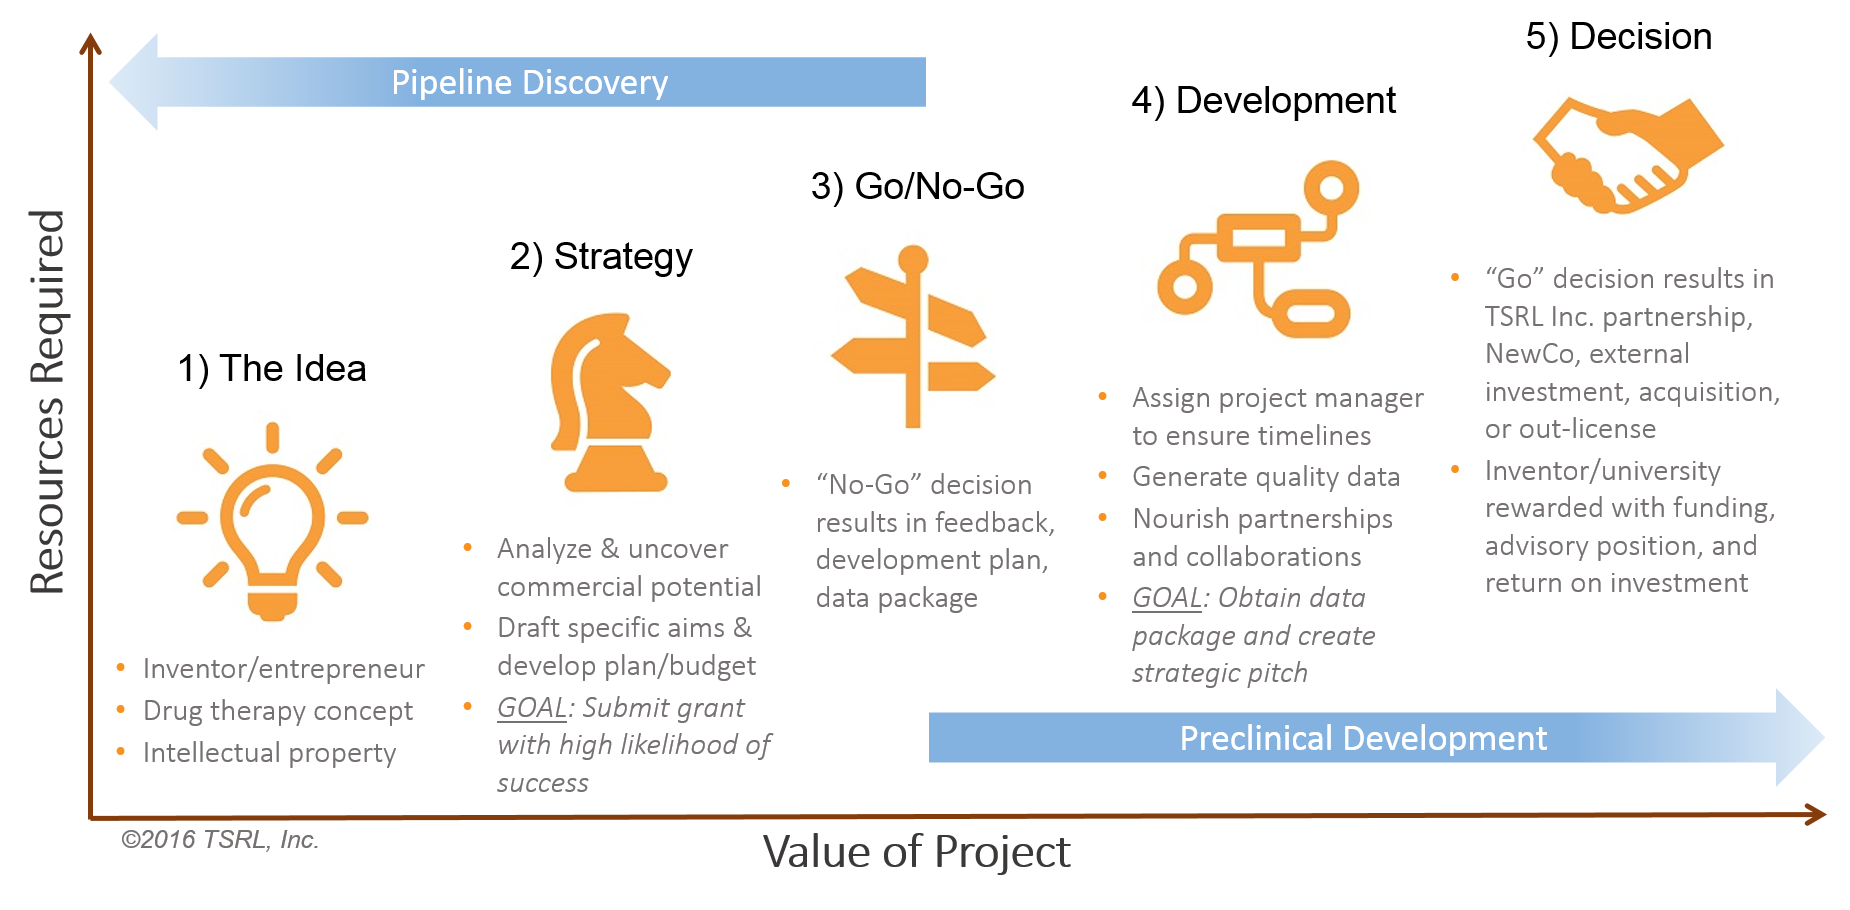 Resources Required
Pipeline Discovery
1) The Idea
• Inventor/entrepreneur
• Drug therapy concept
• Intellectual property
2) Strategy
• Analyze & uncover
commercial potential
• Draft specific aims &
develop plan/budget
• GOAL: Submit grant
with high likelihood of
success
3) Go/No-Go
• “No-Go” decision
results in feedback,
development plan,
data package
4) Development
• Assign project manager
to ensure timelines
• Generate quality data
• Nourish partnerships
and collaborations
• GOAL: Obtain data
package and create
strategic pitch
5) Decision
• “Go” decision results in
TSRL Inc. partnership,
NewCo, external
investment, acquisition,
or out-license
• Inventor/university
rewarded with funding,
advisory position, and
return on investment
Preclinical Development
©2016 TSRL, Inc.
Value of Project